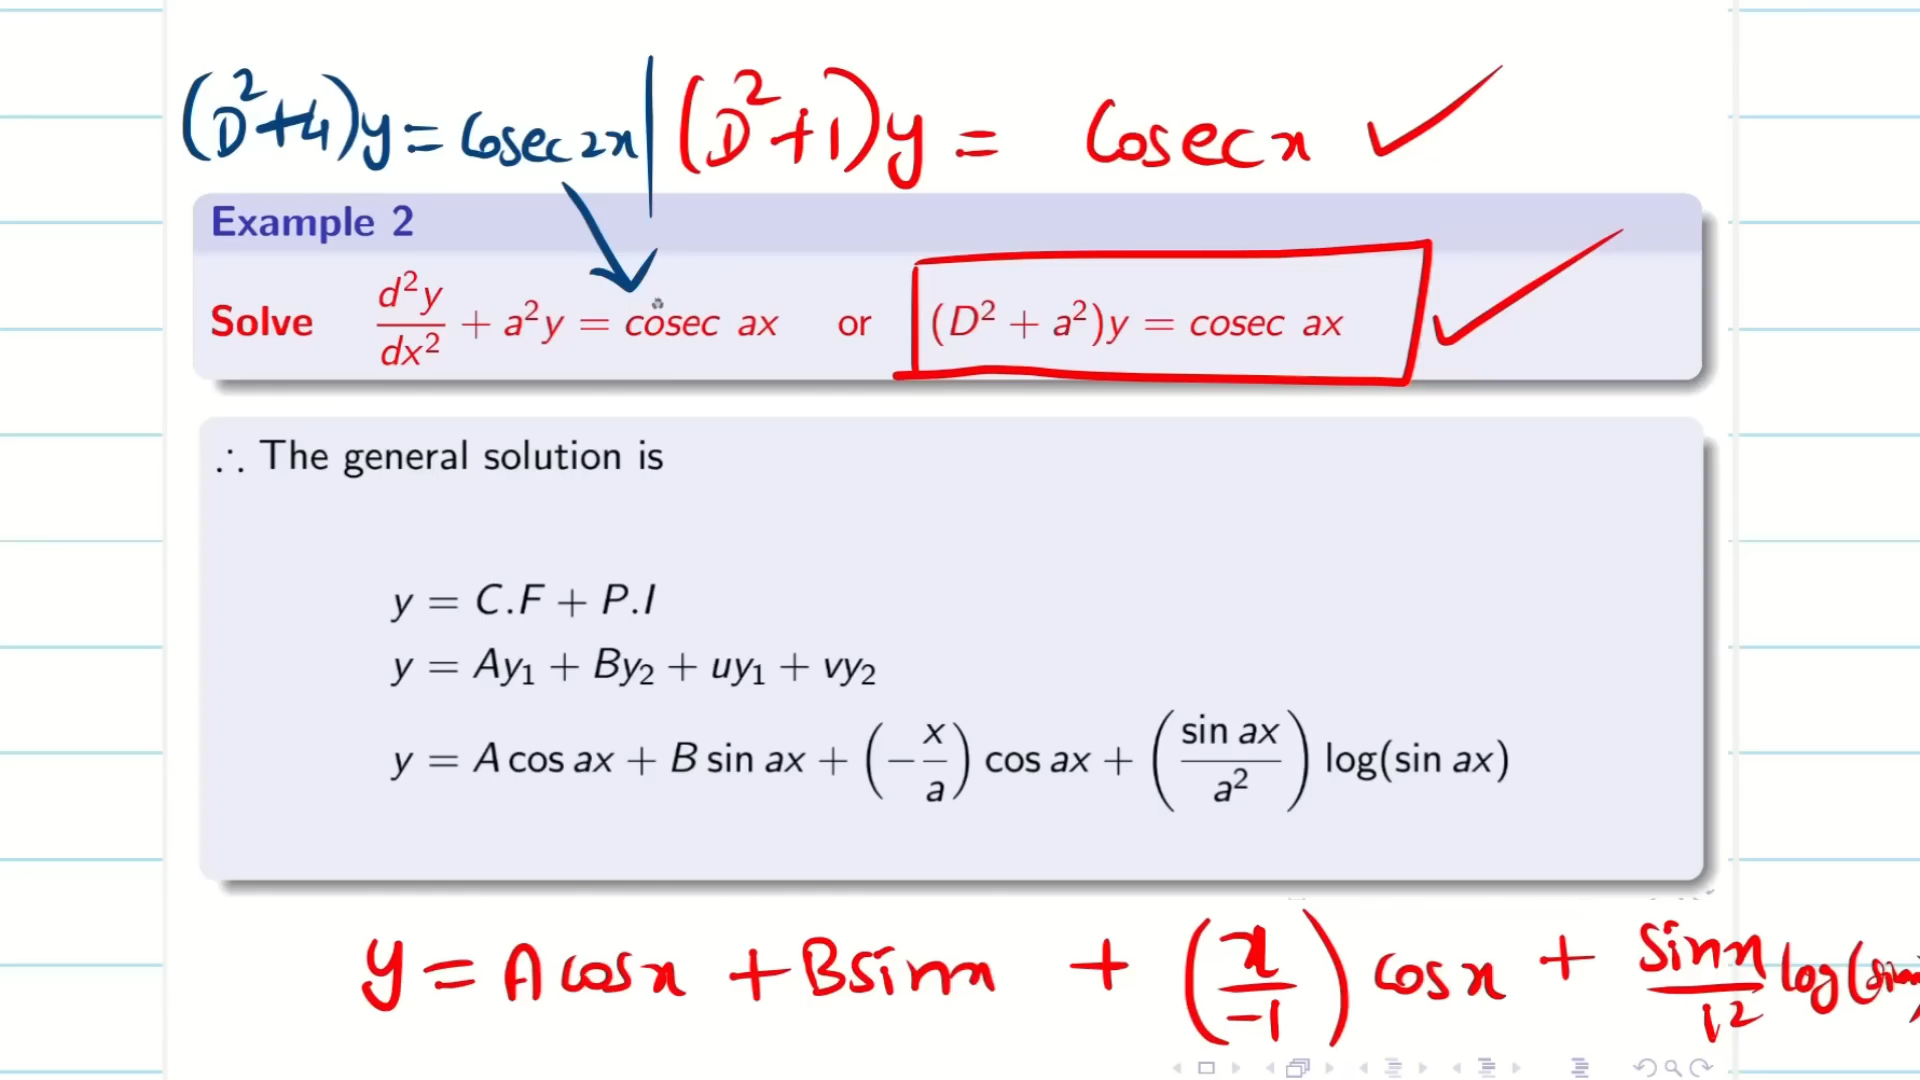 (D²+4)y = Cosec 2x | (D²+1)y = Cosec x ✓
Example 2
Solve d²y/dx² + a²y = cosec ax or (D² + a²)y = cosec ax ✓
∴ The general solution is
y = C.F + P.I
y = Ay₁ + By₂ + uy₁ + vy₂
y = A cos ax + B sin ax + (−x/a) cos ax + (sin ax/a²) log(sin ax)
y = A cos x + B sin x + (x/−1) cos x + sin x/1² log(sin